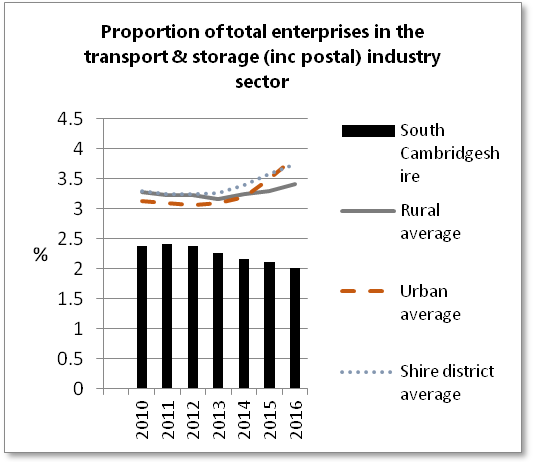 Proportion of total enterprises in the
transport & storage (inc postal) industry
sector
4.5
4
3.5
3
2.5
2
1.5
1
0.5
0
%
2010
2011
2012
2013
2014
2015
2016
South
Cambridgesh
ire
Rural
average
Urban
average
Shire district
average